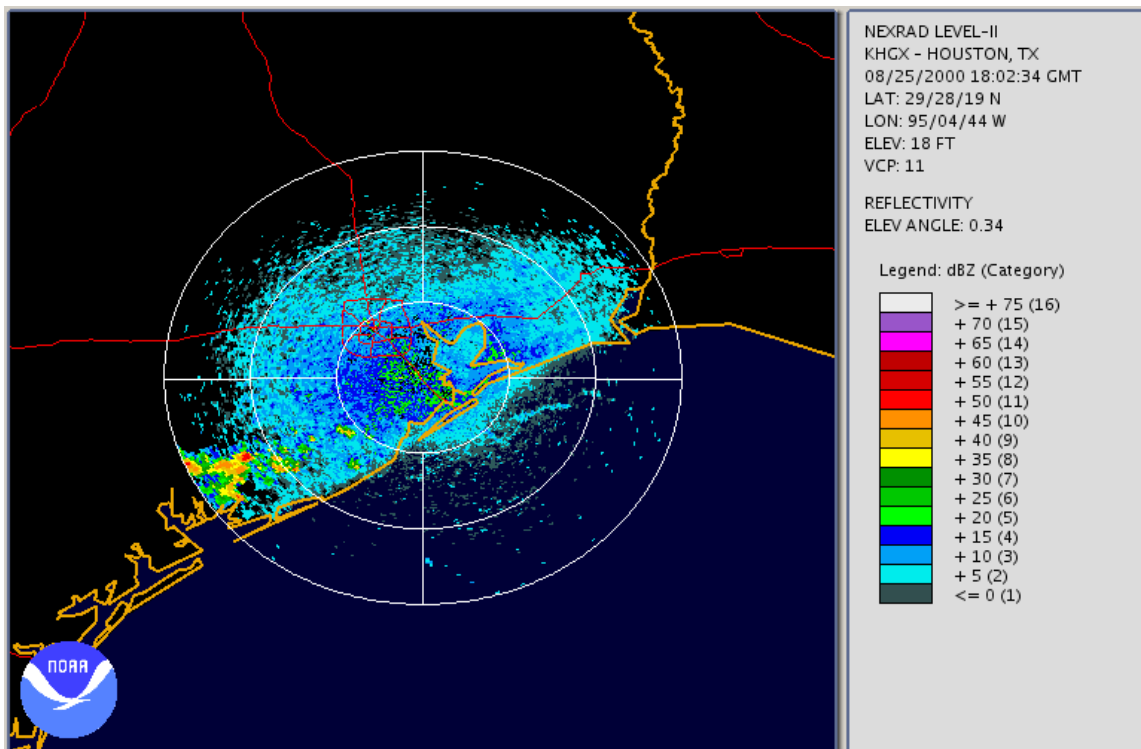 NEXRAD LEVEL-II
KHGX - HOUSTON, TX
08/25/2000 18:02:34 GMT
LAT: 29/28/19 N
LON: 95/04/44 W
ELEV: 18 FT
VCP: 11
REFLECTIVITY
ELEV ANGLE: 0.34
Legend: dBZ (Category)
>= + 75 (16)
+ 70 (15)
+ 65 (14)
+ 60 (13)
+ 55 (12)
+ 50 (11)
+ 45 (10)
+ 40 (9)
+ 35 (8)
+ 30 (7)
+ 25 (6)
+ 20 (5)
+ 15 (4)
+ 10 (3)
+ 5 (2)
<= 0 (1)
NOAA